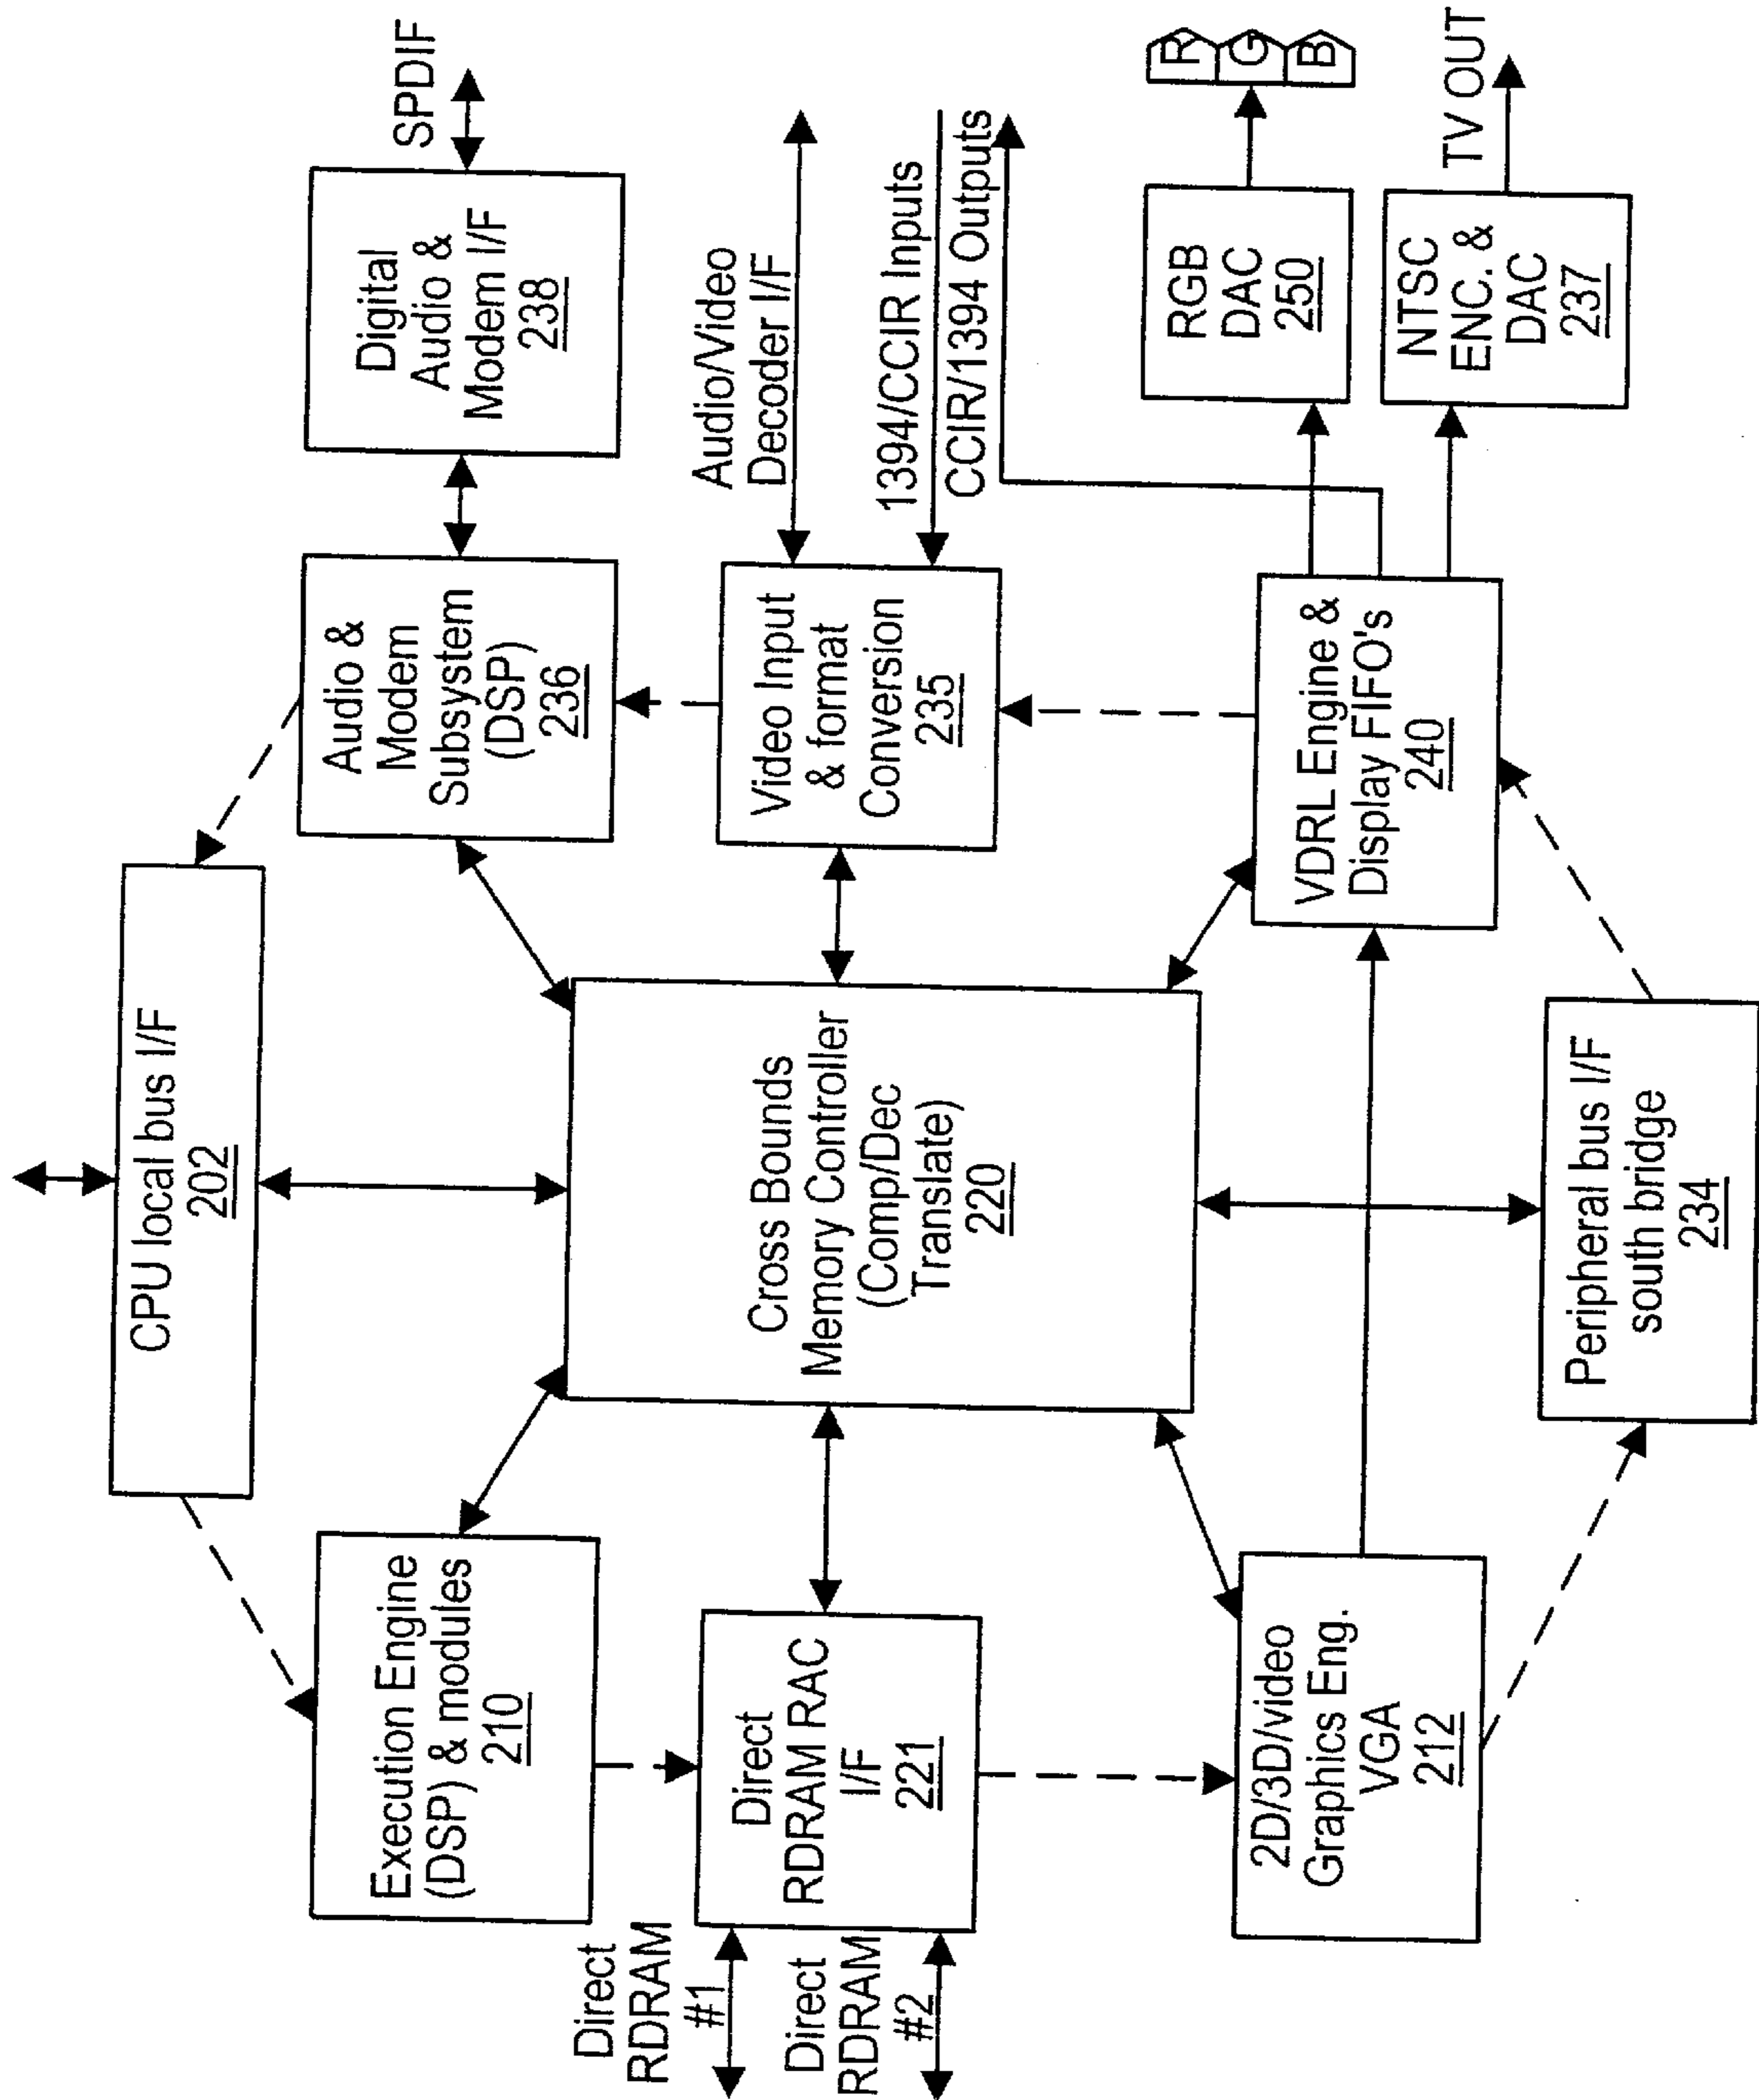 CPU local bus I/F
202
Execution Engine
(DSP) & modules
210
Audio &
Modem
Subsystem
(DSP)
236
Digital
Audio &
Modem I/F
238
SPDIF
Direct
RDRAM
#1
Direct
RDRAM
#2
Direct
RDRAM RAC
I/F
221
Cross Bounds
Memory Controller
(Comp/Dec
Translate)
220
Video Input
& format
Conversion
235
Audio/Video
Decoder I/F
1394/CCIR Inputs
CCIR/1394 Outputs
2D/3D/video
Graphics Eng.
VGA
212
VDRL Engine &
Display FIFO's
240
RGB
DAC
250
R
G
B
NTSC
ENC. &
DAC
237
TV OUT
Peripheral bus I/F
south bridge
234